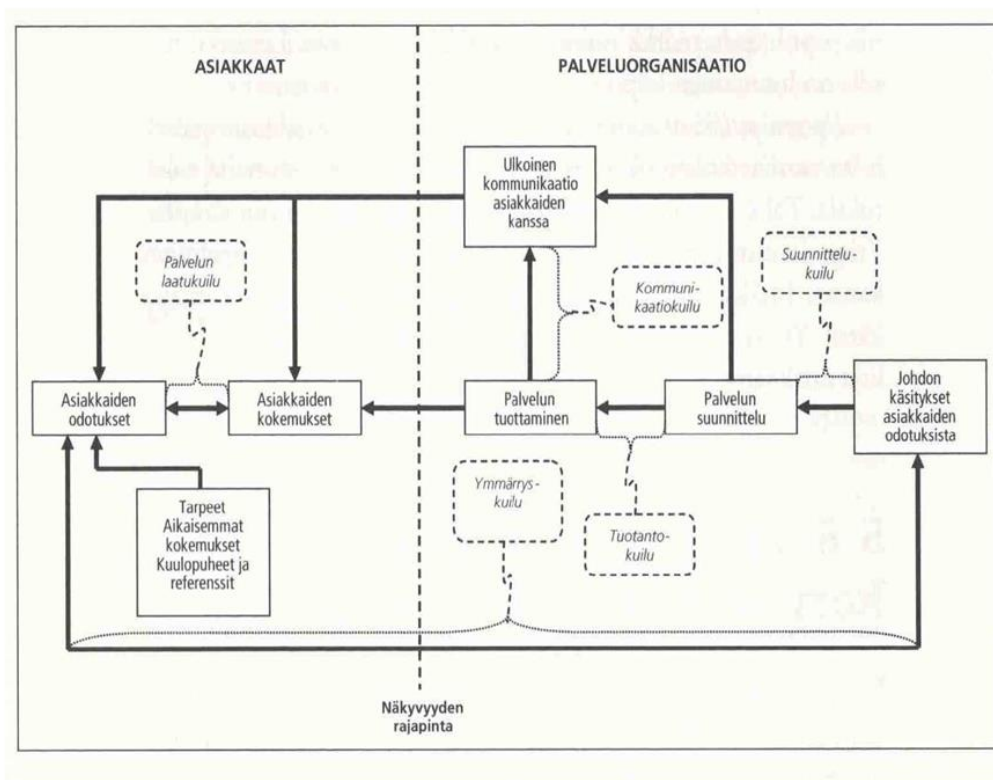 ASIAKKAAT
PALVELUORGANISAATIO
Ulkoinen
kommunikaatio
asiakkaiden
kanssa
Palvelun
laatukuilu
Suunnittelu-
kuilu
Kommuni-
kaatiokuilu
Asiakkaiden
odotukset
Asiakkaiden
kokemukset
Palvelun
tuottaminen
Palvelun
suunnittelu
Johdon
käsitykset
asiakkaiden
odotuksista
Ymmärrys-
kuilu
Tarpeet
Aikaisemmat
kokemukset
Kuulopuheet ja
referenssit
Tuotanto-
kuilu
Näkyvyyden
rajapinta